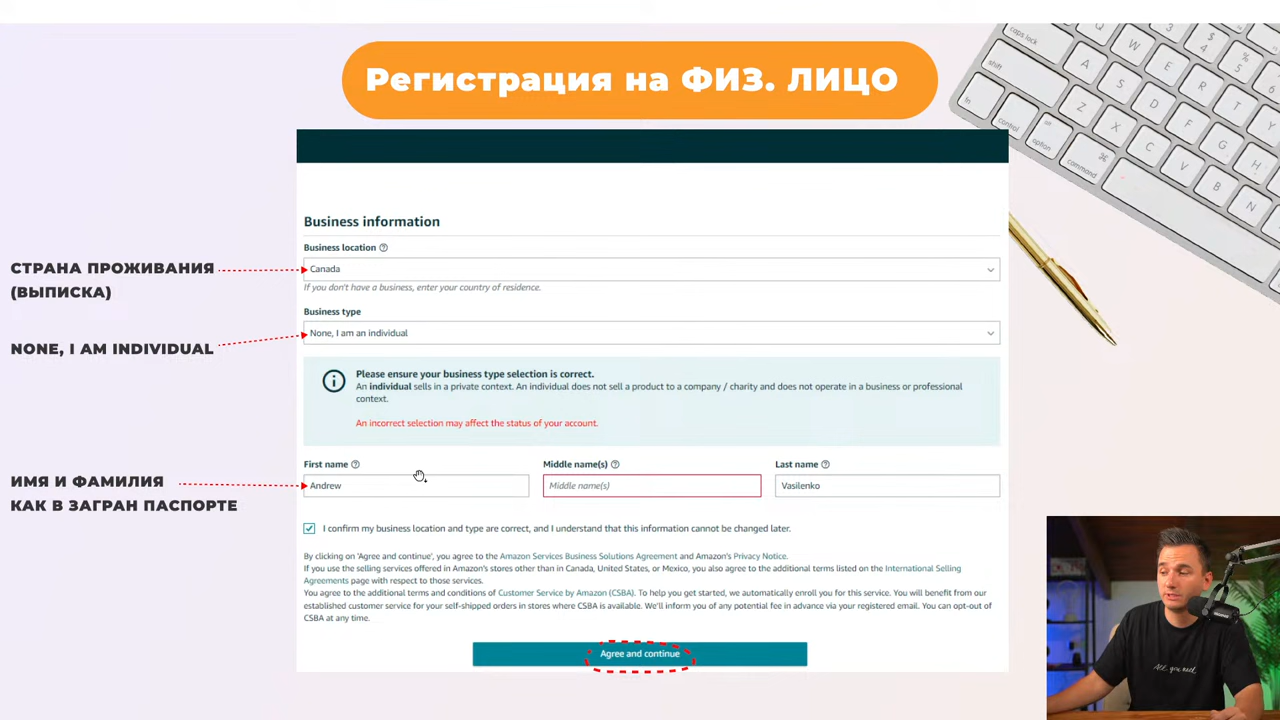 Регистрация на ФИЗ. ЛИЦО
Business information
Business location
СТРАНА ПРОЖИВАНИЯ
(ВЫПИСКА)
Canada
If you don't have a business, enter your country of residence.
Business type
NONE, I AM INDIVIDUAL
None, I am an individual
Please ensure your business type selection is correct.
An individual sells in a private context. An individual does not sell a product to a company / charity and does not operate in a business or professional
context.
An incorrect selection may affect the status of your account.
First name
Middle name(s)
Last name
ИМЯ И ФАМИЛИЯ
КАК В ЗАГРАН ПАСПОРТЕ
Andrew
Middle name(s)
Vasilenko
I confirm my business location and type are correct, and I understand that this information cannot be changed later.
By clicking on 'Agree and continue', you agree to the Amazon Services Business Solutions Agreement and Amazon's Privacy Notice.
If you use the selling services offered in Amazon's stores other than in Canada, United States, or Mexico, you also agree to the additional terms listed on the International Selling
Agreements page with respect to those services.
You agree to the additional terms and conditions of Customer Service by Amazon (CSBA). To help you get started, we automatically enroll you for this service. You will benefit from our
established customer service for your self-shipped orders in stores where CSBA is available. We'll inform you of any potential fee in advance via your registered email. You can opt-out of
CSBA at any time.
Agree and continue
caps lock
shift
fn
control
option
command
Q
W
E
R
T
Y
A
S
D
F
G
H
Z
X
C
V
B
N
All you need